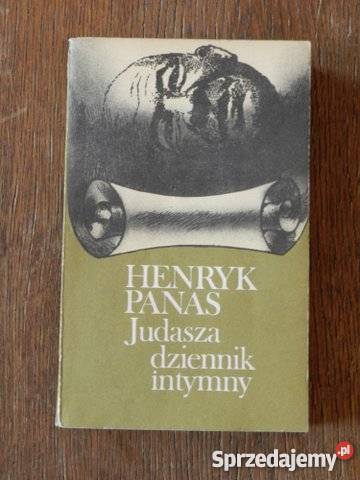 HENRYK
PANAS
Judasza
dziennik
intymny
Sprzedajemy.pl